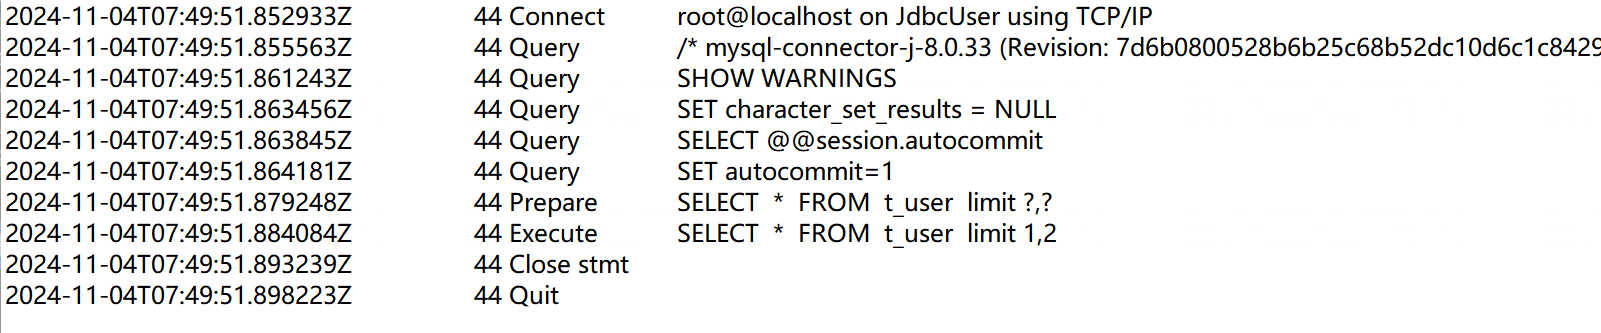 2024-11-04T07:49:51.852933Z 44 Connect root@localhost on JdbcUser using TCP/IP
2024-11-04T07:49:51.855563Z 44 Query /* mysql-connector-j-8.0.33 (Revision: 7d6b0800528b6b25c68b52dc10d6c1c8429
2024-11-04T07:49:51.861243Z 44 Query SHOW WARNINGS
2024-11-04T07:49:51.863456Z 44 Query SET character_set_results = NULL
2024-11-04T07:49:51.863845Z 44 Query SELECT @@session.autocommit
2024-11-04T07:49:51.864181Z 44 Query SET autocommit=1
2024-11-04T07:49:51.879248Z 44 Prepare SELECT * FROM t_user limit ?,?
2024-11-04T07:49:51.884084Z 44 Execute SELECT * FROM t_user limit 1,2
2024-11-04T07:49:51.893239Z 44 Close stmt
2024-11-04T07:49:51.898223Z 44 Quit